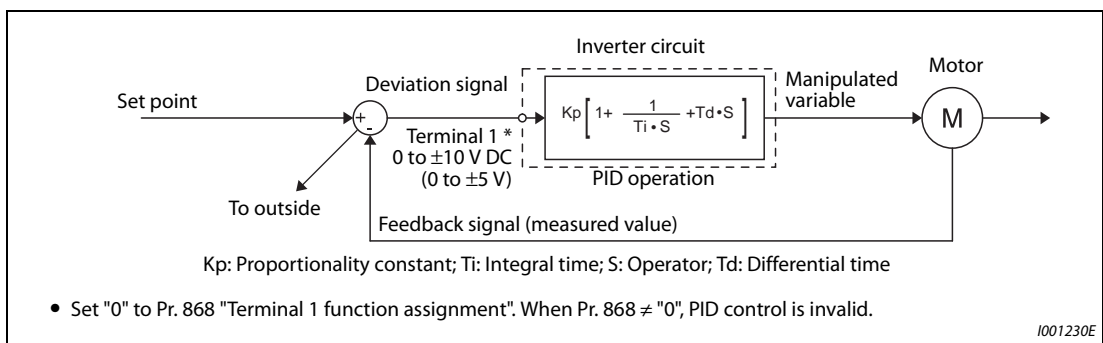 Inverter circuit
Deviation signal
Manipulated
variable
Motor
Set point
+
-
Kp [ 1+ 1 / Ti • S +Td•S ]
M
Terminal 1 *
0 to ±10 V DC
(0 to ±5 V)
PID operation
To outside
Feedback signal (measured value)
Kp: Proportionality constant; Ti: Integral time; S: Operator; Td: Differential time
• Set "0" to Pr. 868 "Terminal 1 function assignment". When Pr. 868 ≠ "0", PID control is invalid.
I001230E